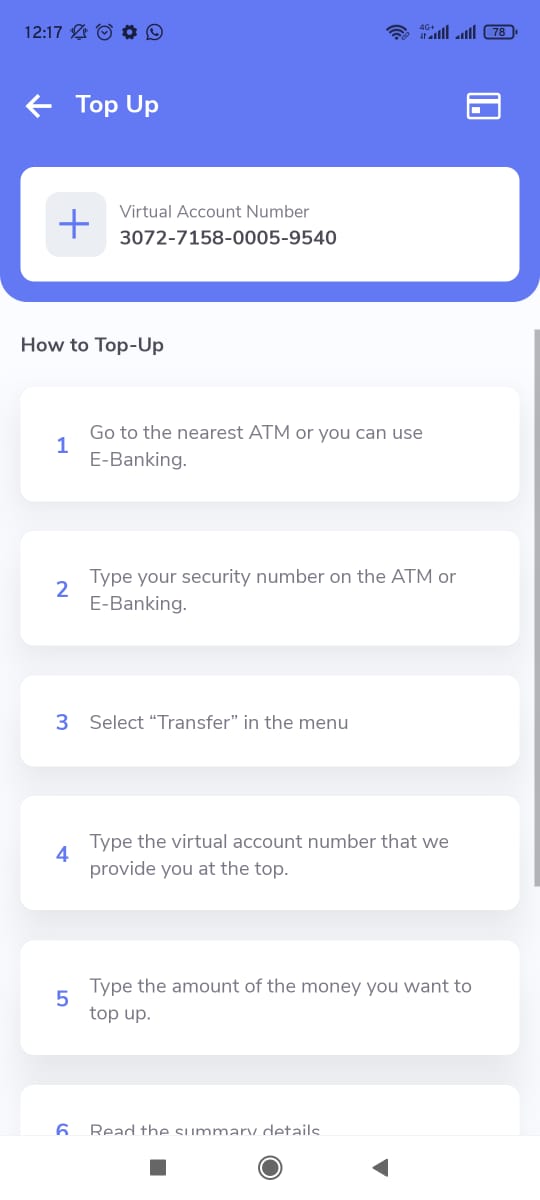 12:17
4G+
78
Top Up
Virtual Account Number
3072-7158-0005-9540
How to Top-Up
1
Go to the nearest ATM or you can use
E-Banking.
2
Type your security number on the ATM or
E-Banking.
3
Select “Transfer” in the menu
4
Type the virtual account number that we
provide you at the top.
5
Type the amount of the money you want to
top up.
6
Read the summary details